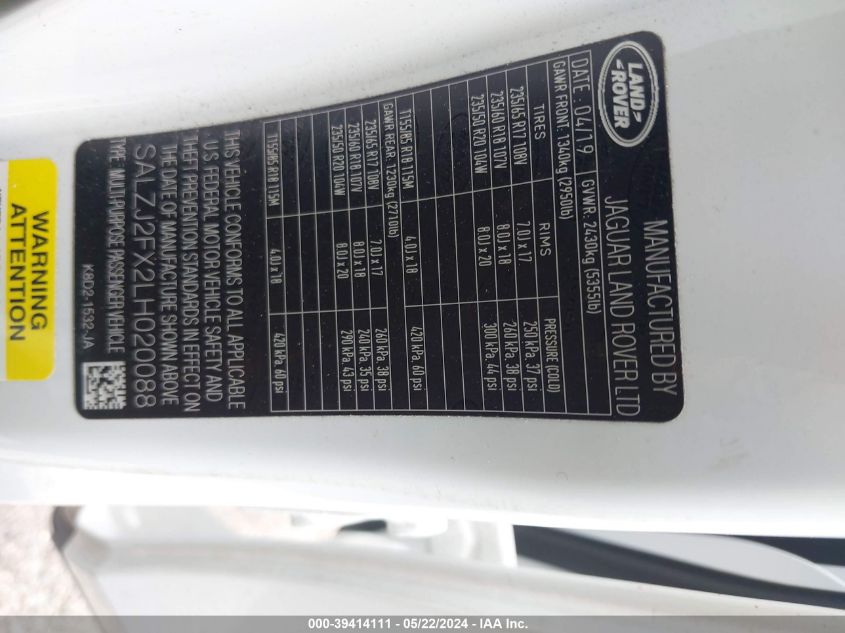 LAND
ROVER
MANUFACTURED BY
JAGUAR LAND ROVER LTD
DATE : 04/19 GVWR. 2430kg (5355lb)
GAWR FRONT. 1340kg (2950lb)
TIRES RIMS PRESSURE (COLD)
235/65 R17 108V 7.0J x 17 250 kPa. 37 psi
235/60 R18 107V 8.0J x 18 260 kPa. 38 psi
235/50 R20 104W 8.0J x 20 300 kPa. 44 psi
T155/85 R18 115M 4.0J x 18 420 kPa. 60 psi
GAWR REAR. 1230kg (2710lb)
235/65 R17 108V 7.0J x 17 260 kPa. 38 psi
235/60 R18 107V 8.0J x 18 240 kPa. 35 psi
235/50 R20 104W 8.0J x 20 290 kPa. 43 psi
T155/85 R18 115M 4.0J x 18 420 kPa. 60 psi
THIS VEHICLE CONFORMS TO ALL APPLICABLE
U.S. FEDERAL MOTOR VEHICLE SAFETY AND
THEFT PREVENTION STANDARDS IN EFFECT ON
THE DATE OF MANUFACTURE SHOWN ABOVE
SALZJ2FX2LH020088
TYPE: MULTI-PURPOSE PASSENGER VEHICLE
K8D2-1532-JA
WARNING
ATTENTION
000-39414111 - 05/22/2024 - IAA Inc.